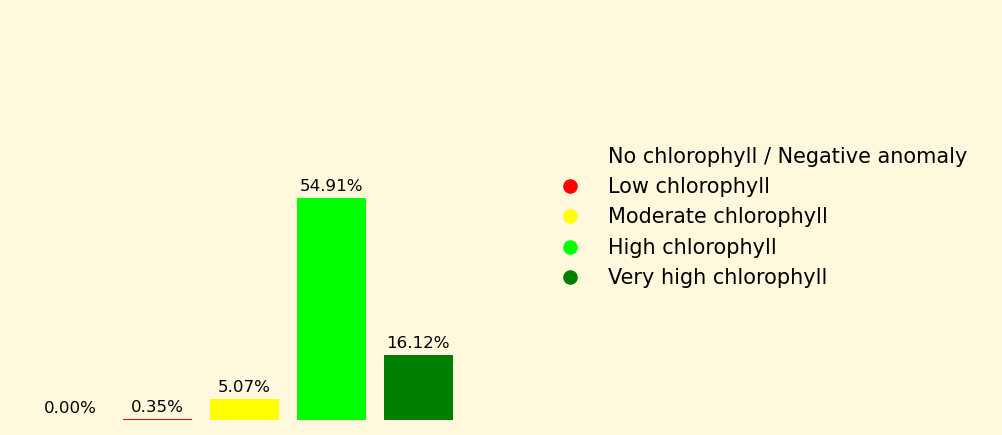 0.00%
0.35%
5.07%
54.91%
16.12%
No chlorophyll / Negative anomaly
Low chlorophyll
Moderate chlorophyll
High chlorophyll
Very high chlorophyll